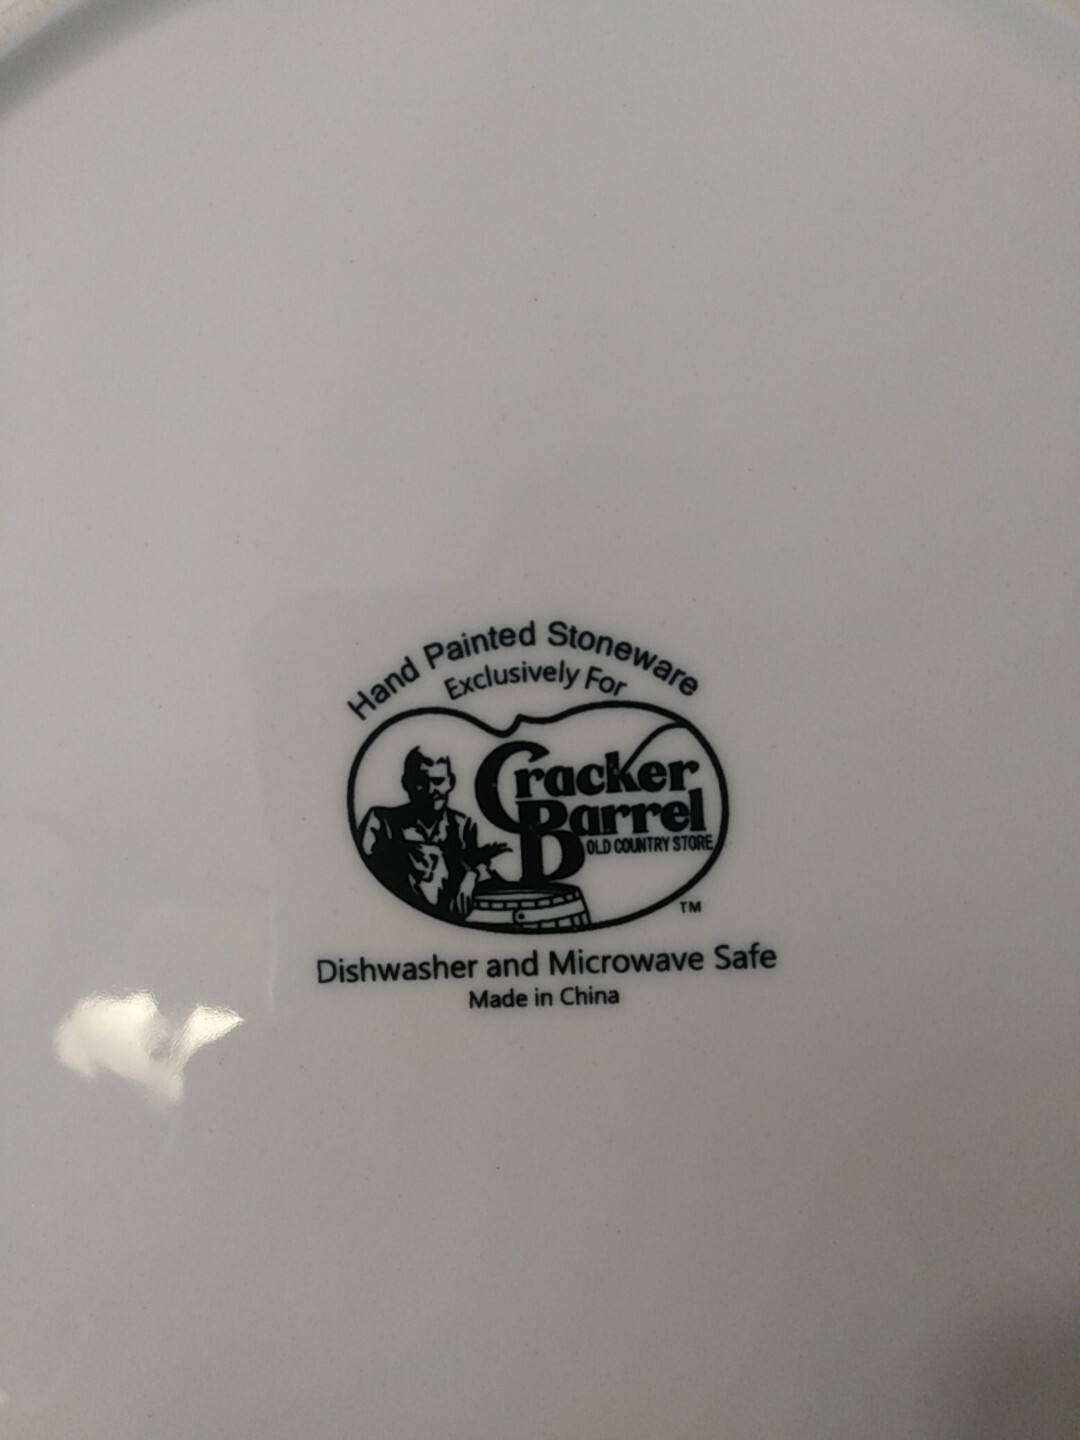 Hand Painted Stoneware
Exclusively For
Cracker
Barrel
OLD COUNTRY STORE
TM
Dishwasher and Microwave Safe
Made in China